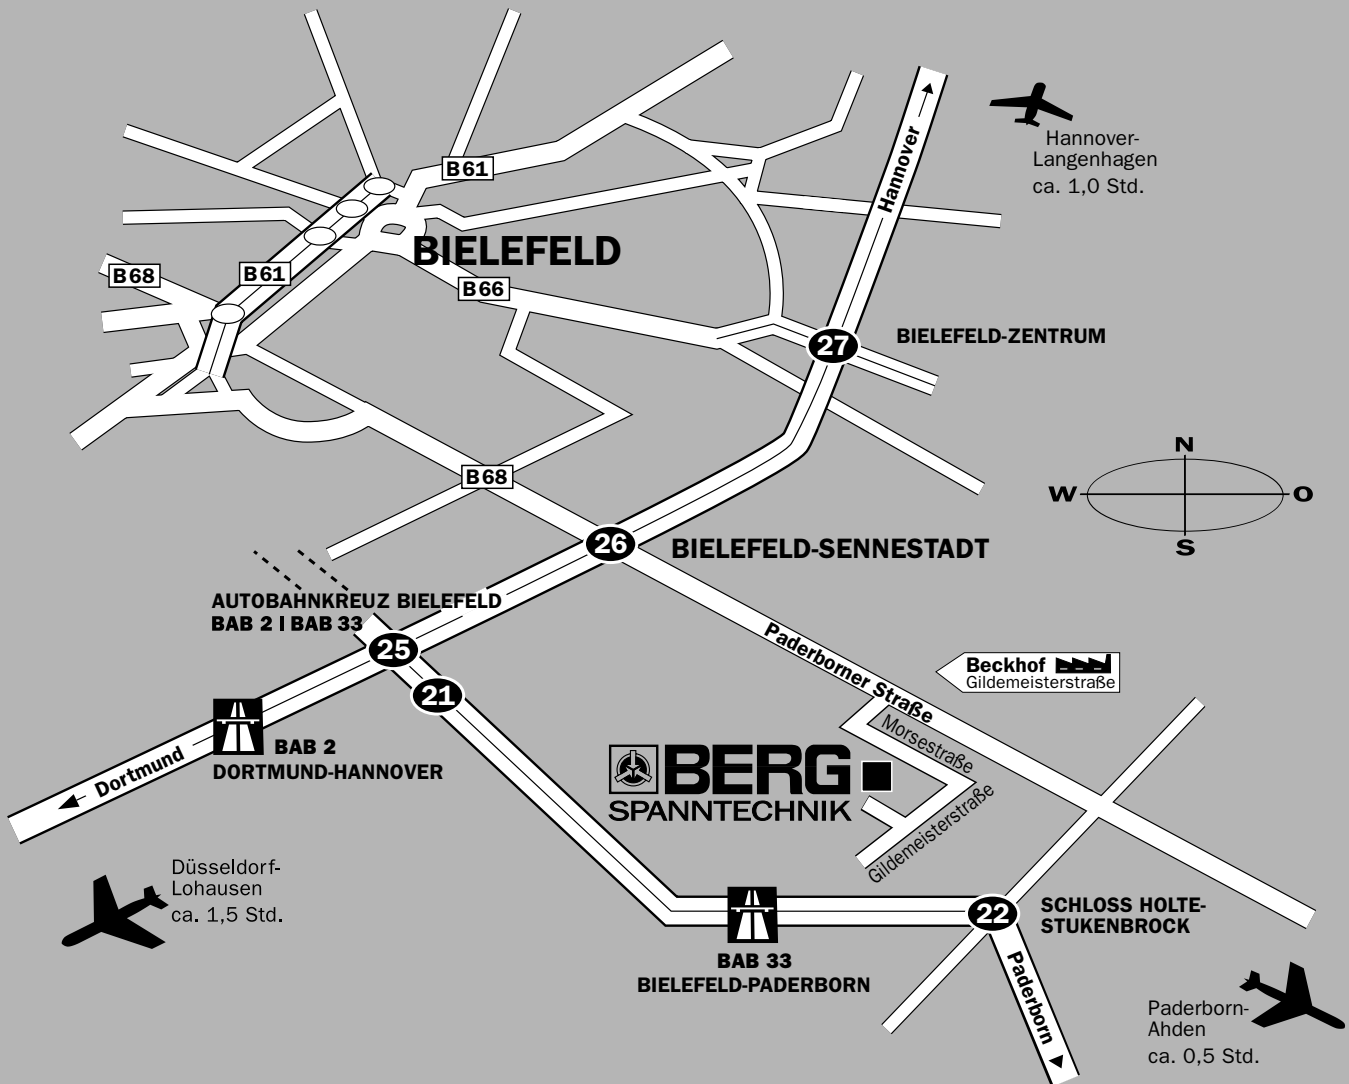 Hannover
Hannover-
Langenhagen
ca. 1,0 Std.
B61
BIELEFELD
B68
B61
B66
27
BIELEFELD-ZENTRUM
N
W
O
S
B68
26
BIELEFELD-SENNESTADT
AUTOBAHNKREUZ BIELEFELD
BAB 2 I BAB 33
25
21
Paderborner Straße
Beckhof
Gildemeisterstraße
Morsestraße
BAB 2
DORTMUND-HANNOVER
Dortmund
BERG
SPANNTECHNIK
Gildemeisterstraße
Düsseldorf-
Lohausen
ca. 1,5 Std.
22
SCHLOSS HOLTE-
STUKENBROCK
BAB 33
BIELEFELD-PADERBORN
Paderborn
Paderborn-
Ahden
ca. 0,5 Std.